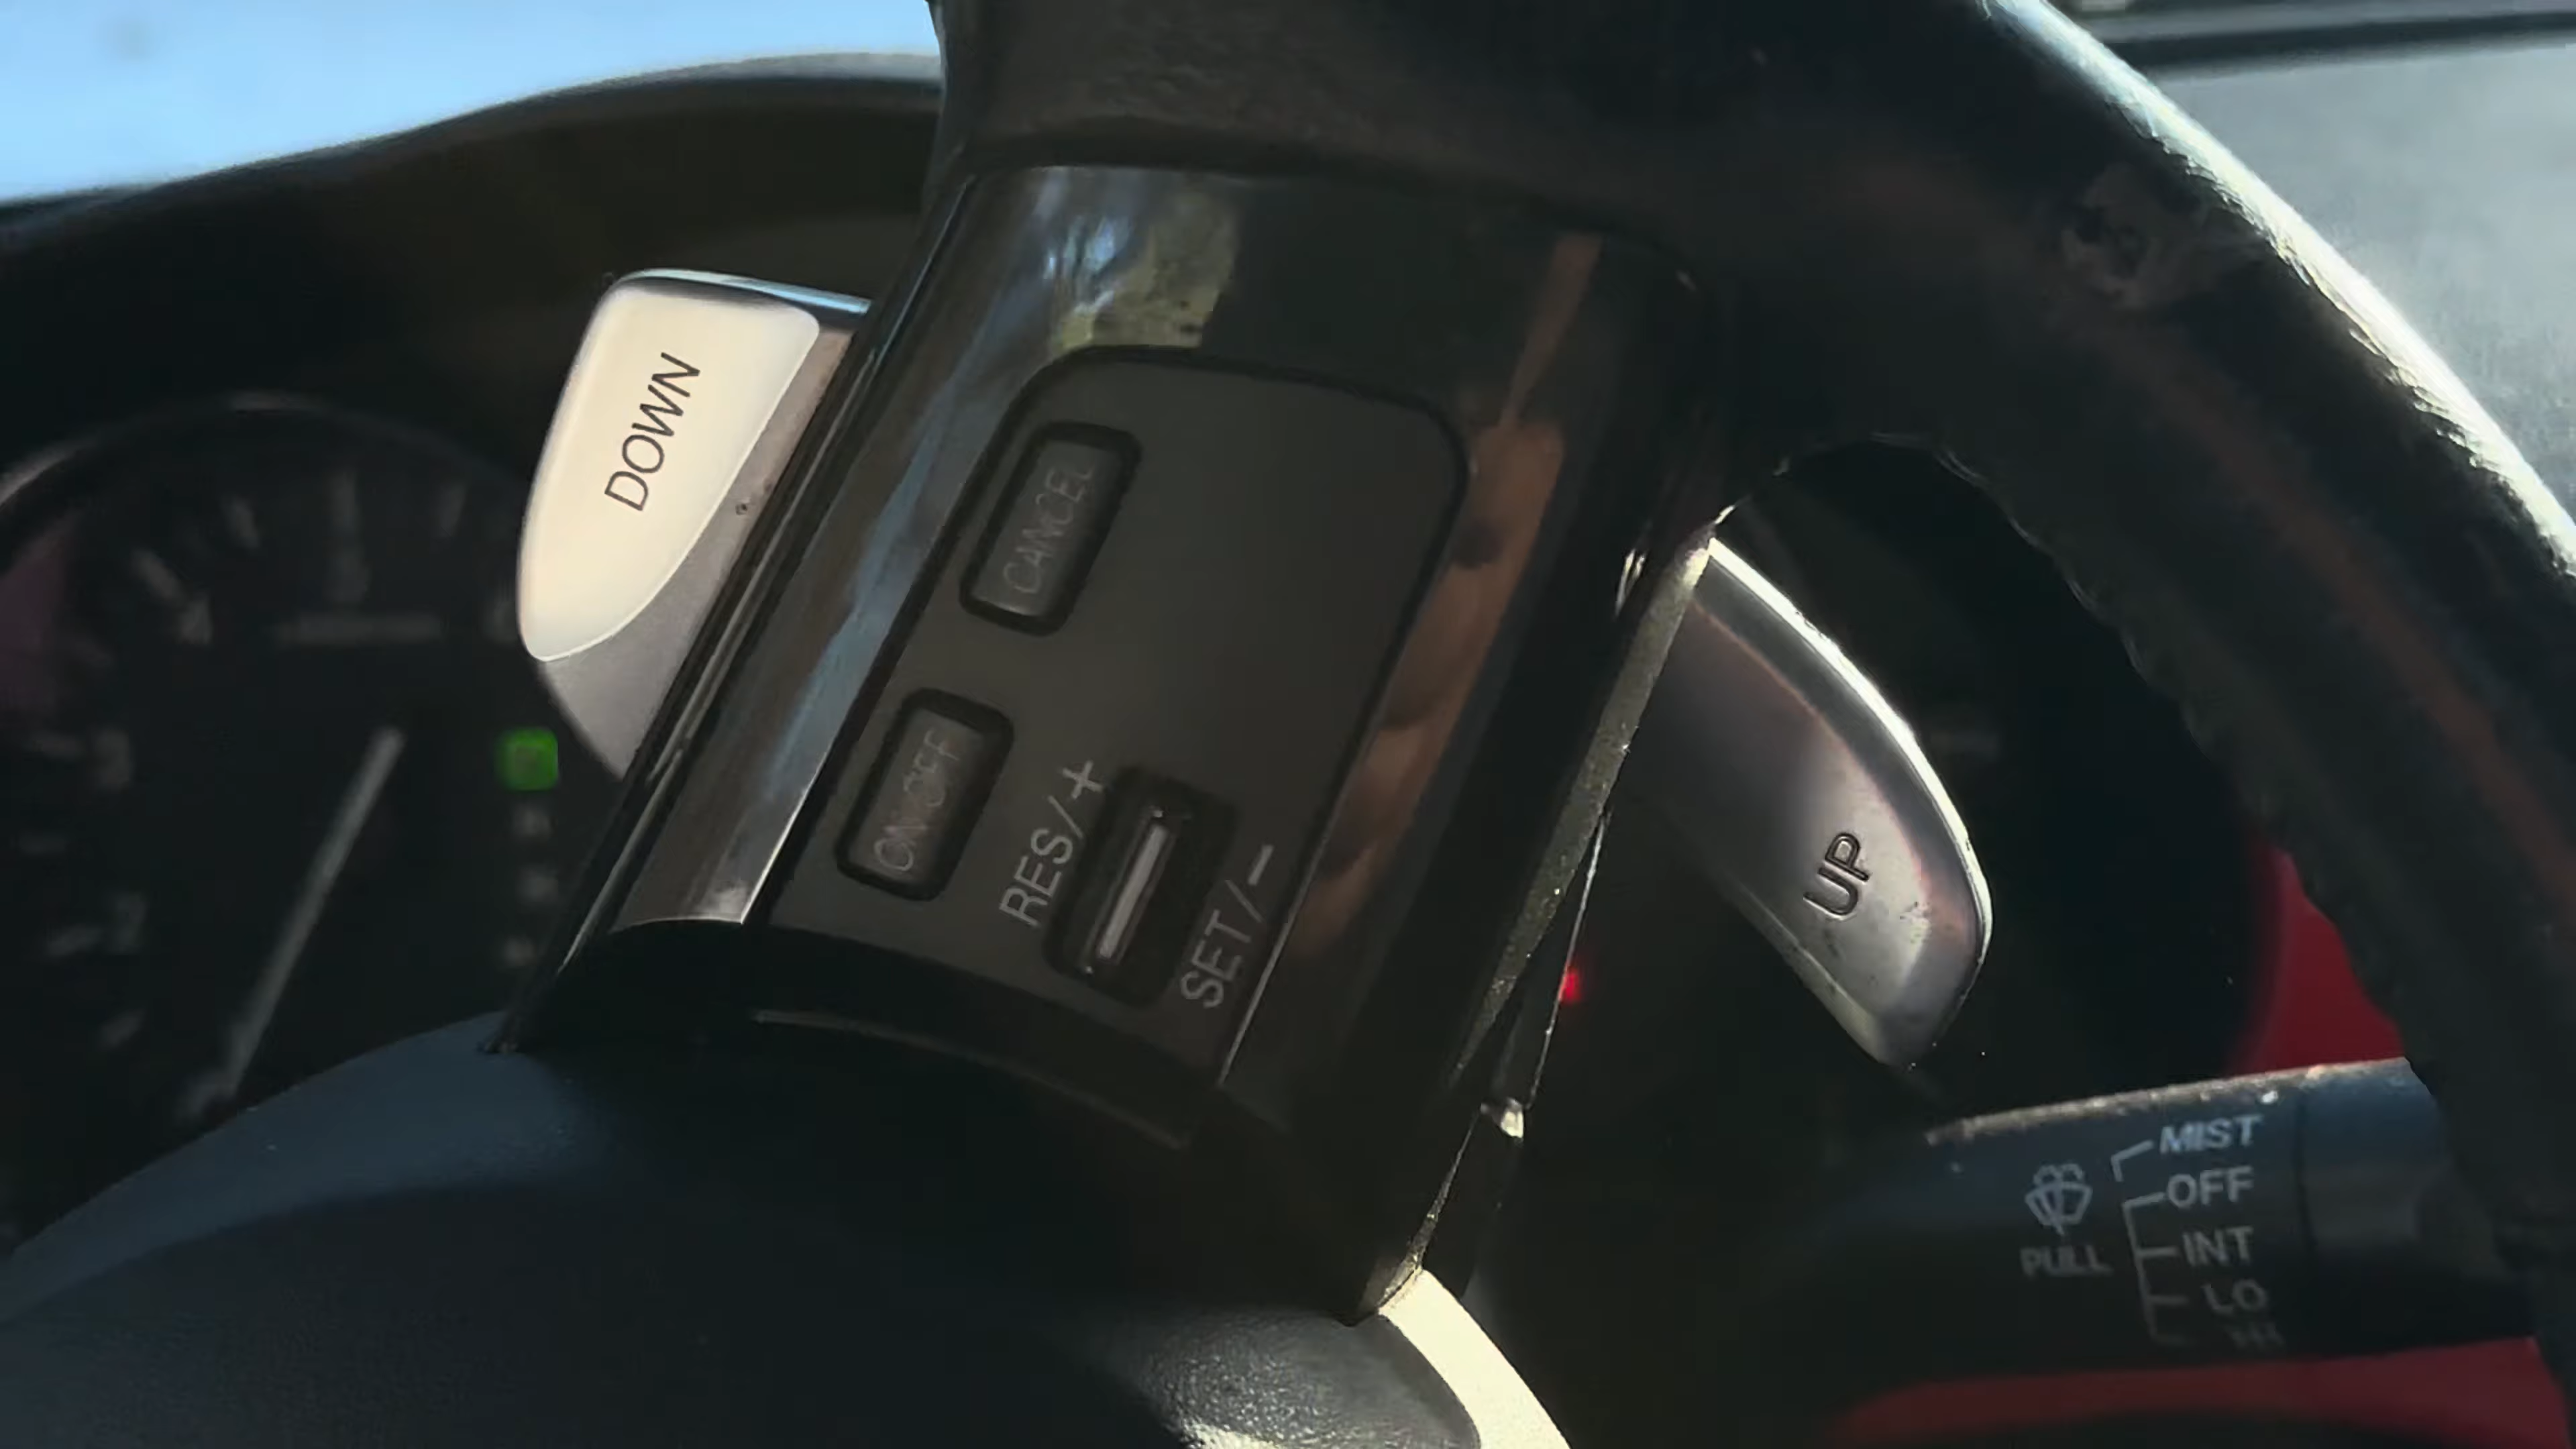 DOWN
CANCEL
ON/OFF
RES/+
SET/-
UP
MIST
OFF
INT
LO
PULL